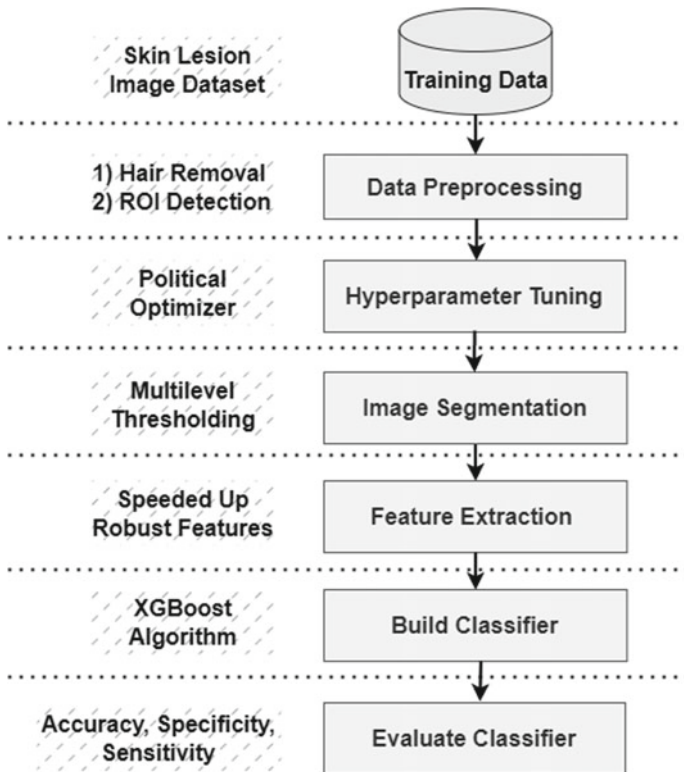 Skin Lesion
Image Dataset
Training Data
1) Hair Removal
2) ROI Detection
Data Preprocessing
Political
Optimizer
Hyperparameter Tuning
Multilevel
Thresholding
Image Segmentation
Speeded Up
Robust Features
Feature Extraction
XGBoost
Algorithm
Build Classifier
Accuracy, Specificity,
Sensitivity
Evaluate Classifier